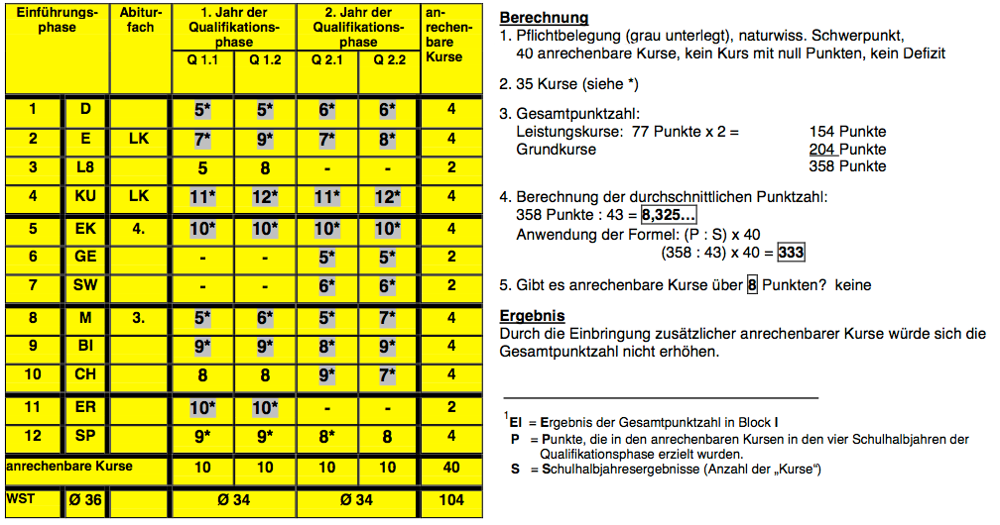 Einführungs-
phase
Abitur-
fach
1. Jahr der
Qualifikations-
phase
2. Jahr der
Qualifikations-
phase
an-
rechen-
bare
Kurse
Q 1.1 Q 1.2 Q 2.1 Q 2.2
1 D 5* 5* 6* 6* 4
2 E LK 7* 9* 7* 8* 4
3 L8 5 8 - - 2
4 KU LK 11* 12* 11* 12* 4
5 EK 4. 10* 10* 10* 10* 4
6 GE - - 5* 5* 2
7 SW - - 6* 6* 2
8 M 3. 5* 6* 5* 7* 4
9 BI 9* 9* 8* 9* 4
10 CH 8 8 9* 7* 4
11 ER 10* 10* - - 2
12 SP 9* 9* 8* 8 4
anrechenbare Kurse 10 10 10 10 40
WST Ø 36 Ø 34 Ø 34 104
Berechnung
1. Pflichtbelegung (grau unterlegt), naturwiss. Schwerpunkt,
40 anrechenbare Kurse, kein Kurs mit null Punkten, kein Defizit
2. 35 Kurse (siehe *)
3. Gesamtpunktzahl:
Leistungskurse: 77 Punkte x 2 = 154 Punkte
Grundkurse 204 Punkte
358 Punkte
4. Berechnung der durchschnittlichen Punktzahl:
358 Punkte : 43 = 8,325...
Anwendung der Formel: (P : S) x 40
(358 : 43) x 40 = 333
5. Gibt es anrechenbare Kurse über 8 Punkten? keine
Ergebnis
Durch die Einbringung zusätzlicher anrechenbarer Kurse würde sich die
Gesamtpunktzahl nicht erhöhen.
1 EI = Ergebnis der Gesamtpunktzahl in Block I
P = Punkte, die in den anrechenbaren Kursen in den vier Schulhalbjahren der
Qualifikationsphase erzielt wurden.
S = Schulhalbjahresergebnisse (Anzahl der „Kurse“)